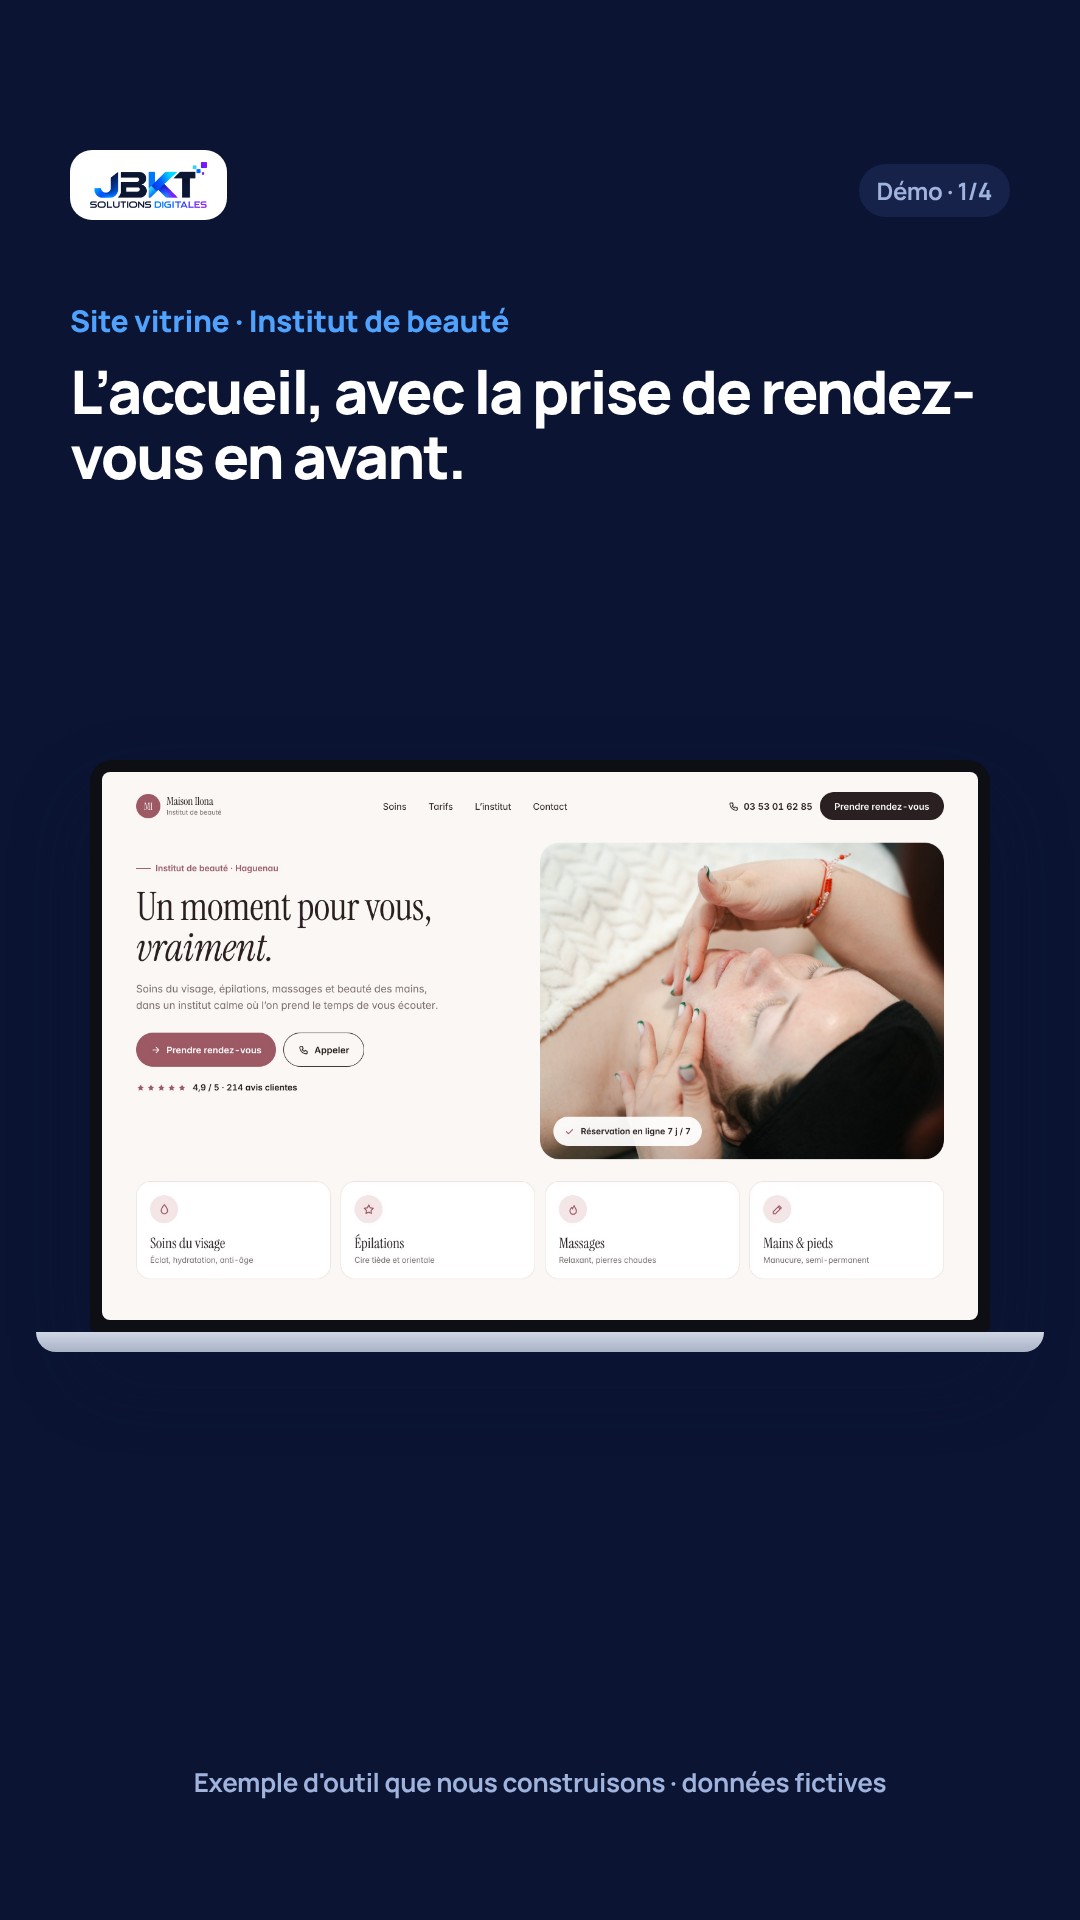 JBKT
SOLUTIONS DIGITALES
Démo · 1/4
Site vitrine · Institut de beauté
L’accueil, avec la prise de rendez-
vous en avant.
MI
Maison Ilona
Institut de beauté
Soins
Tarifs
L’institut
Contact
03 53 01 62 85
Prendre rendez-vous
Institut de beauté · Haguenau
Un moment pour vous,
vraiment.
Soins du visage, épilations, massages et beauté des mains,
dans un institut calme où l’on prend le temps de vous écouter.
Prendre rendez-vous
Appeler
4,9 / 5 · 214 avis clientes
Réservation en ligne 7 j / 7
Soins du visage
Éclat, hydratation, anti-âge
Épilations
Cire tiède et orientale
Massages
Relaxant, pierres chaudes
Mains & pieds
Manucure, semi-permanent
Exemple d'outil que nous construisons · données fictives